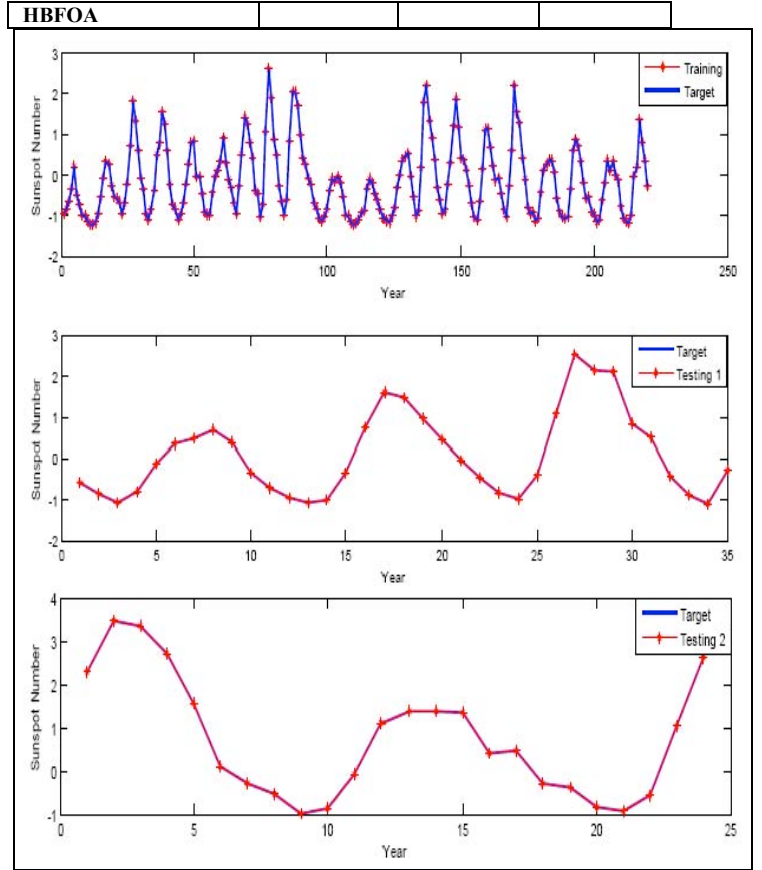 HBFOA
3
2
1
0
-1
-2
0 50 100 150 200 250
Sunspot Number
Year
Training
Target
3
2
1
0
-1
-2
0 5 10 15 20 25 30 35
Sunspot Number
Year
Target
Testing 1
4
3
2
1
0
-1
0 5 10 15 20 25
Sunspot Number
Year
Target
Testing 2